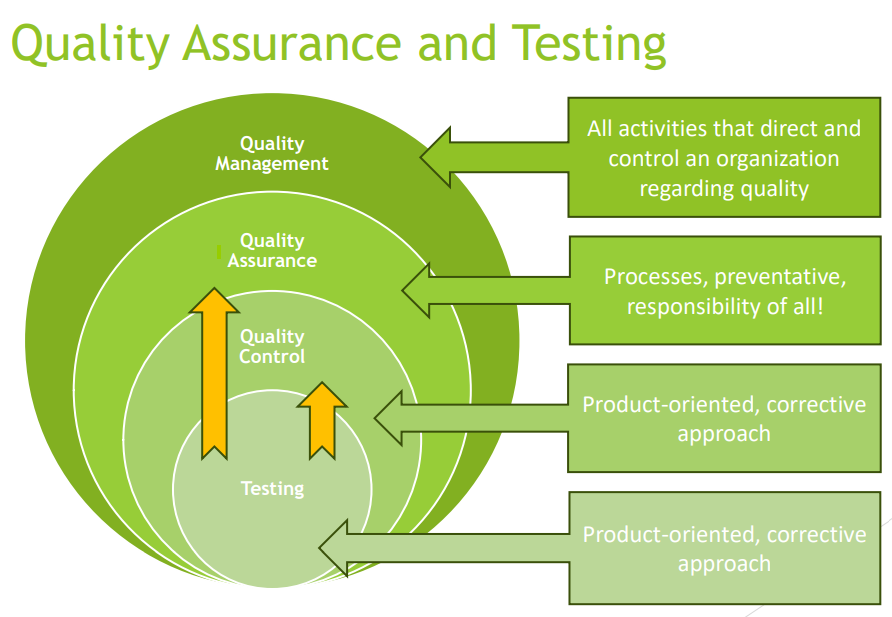 Quality Assurance and Testing
Quality
Management
All activities that direct and
control an organization
regarding quality
Quality
Assurance
Processes, preventative,
responsibility of all!
Quality
Control
Product-oriented, corrective
approach
Testing
Product-oriented, corrective
approach